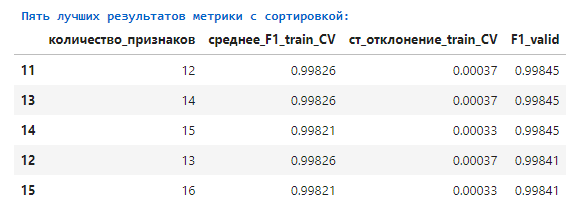 Пять лучших результатов метрики с сортировкой:
количество_признаков среднее_F1_train_CV ст_отклонение_train_CV F1_valid
11 12 0.99826 0.00037 0.99845
13 14 0.99826 0.00037 0.99845
14 15 0.99821 0.00033 0.99845
12 13 0.99826 0.00037 0.99841
15 16 0.99821 0.00033 0.99841